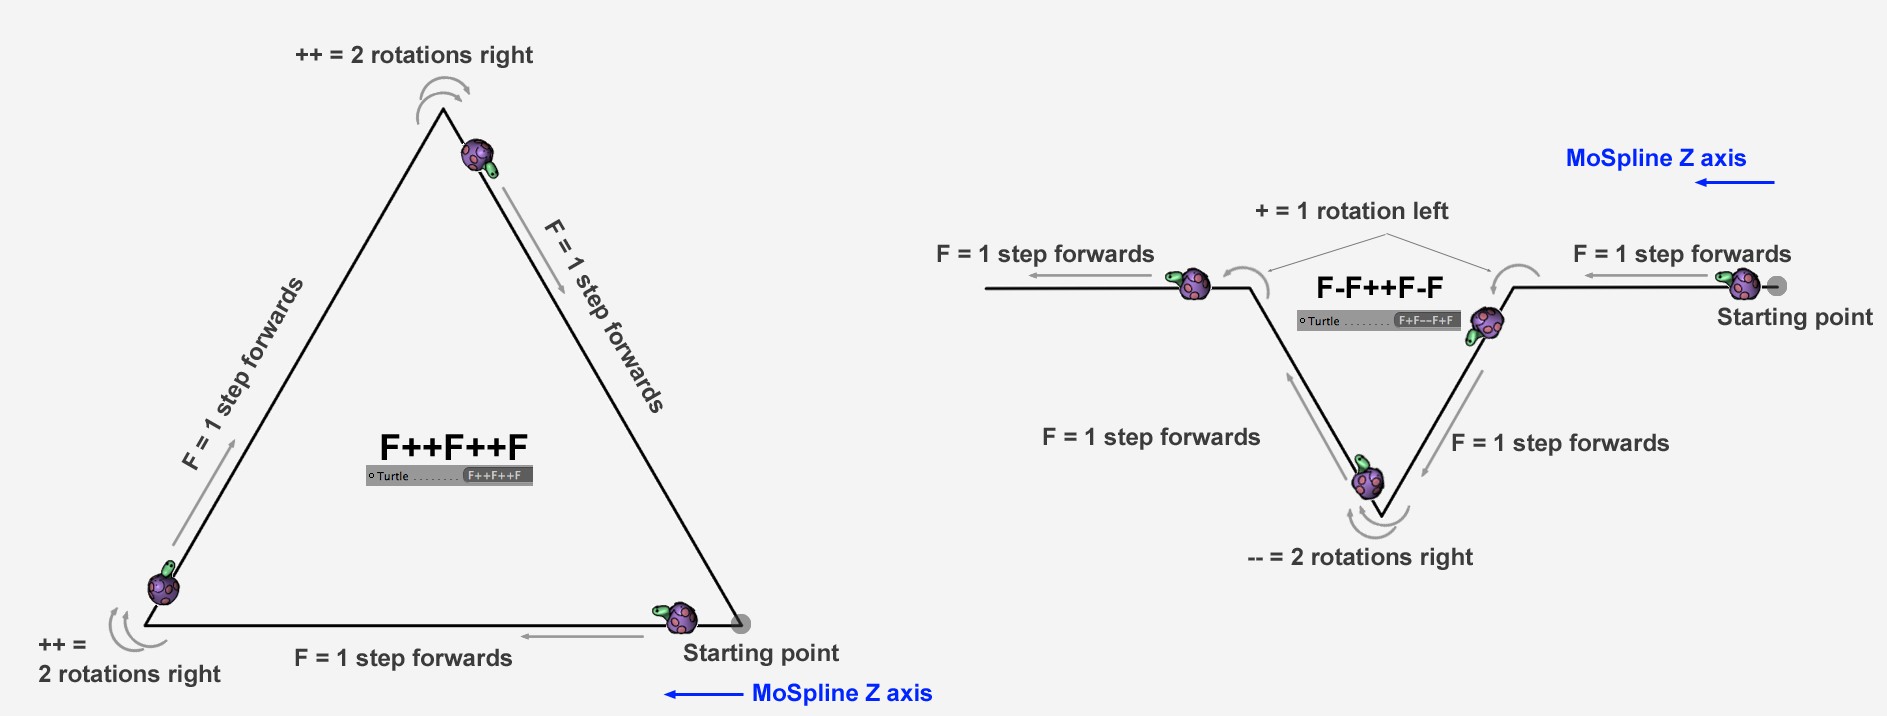 ++ = 2 rotations right
F = 1 step forwards
F = 1 step forwards
F++F++F
Turtle ........ F++F++F
++ =
2 rotations right
F = 1 step forwards
Starting point
MoSpline Z axis
MoSpline Z axis
+ = 1 rotation left
F = 1 step forwards
F = 1 step forwards
F-F++F-F
Turtle ........ F+F--F+F
Starting point
F = 1 step forwards
F = 1 step forwards
-- = 2 rotations right